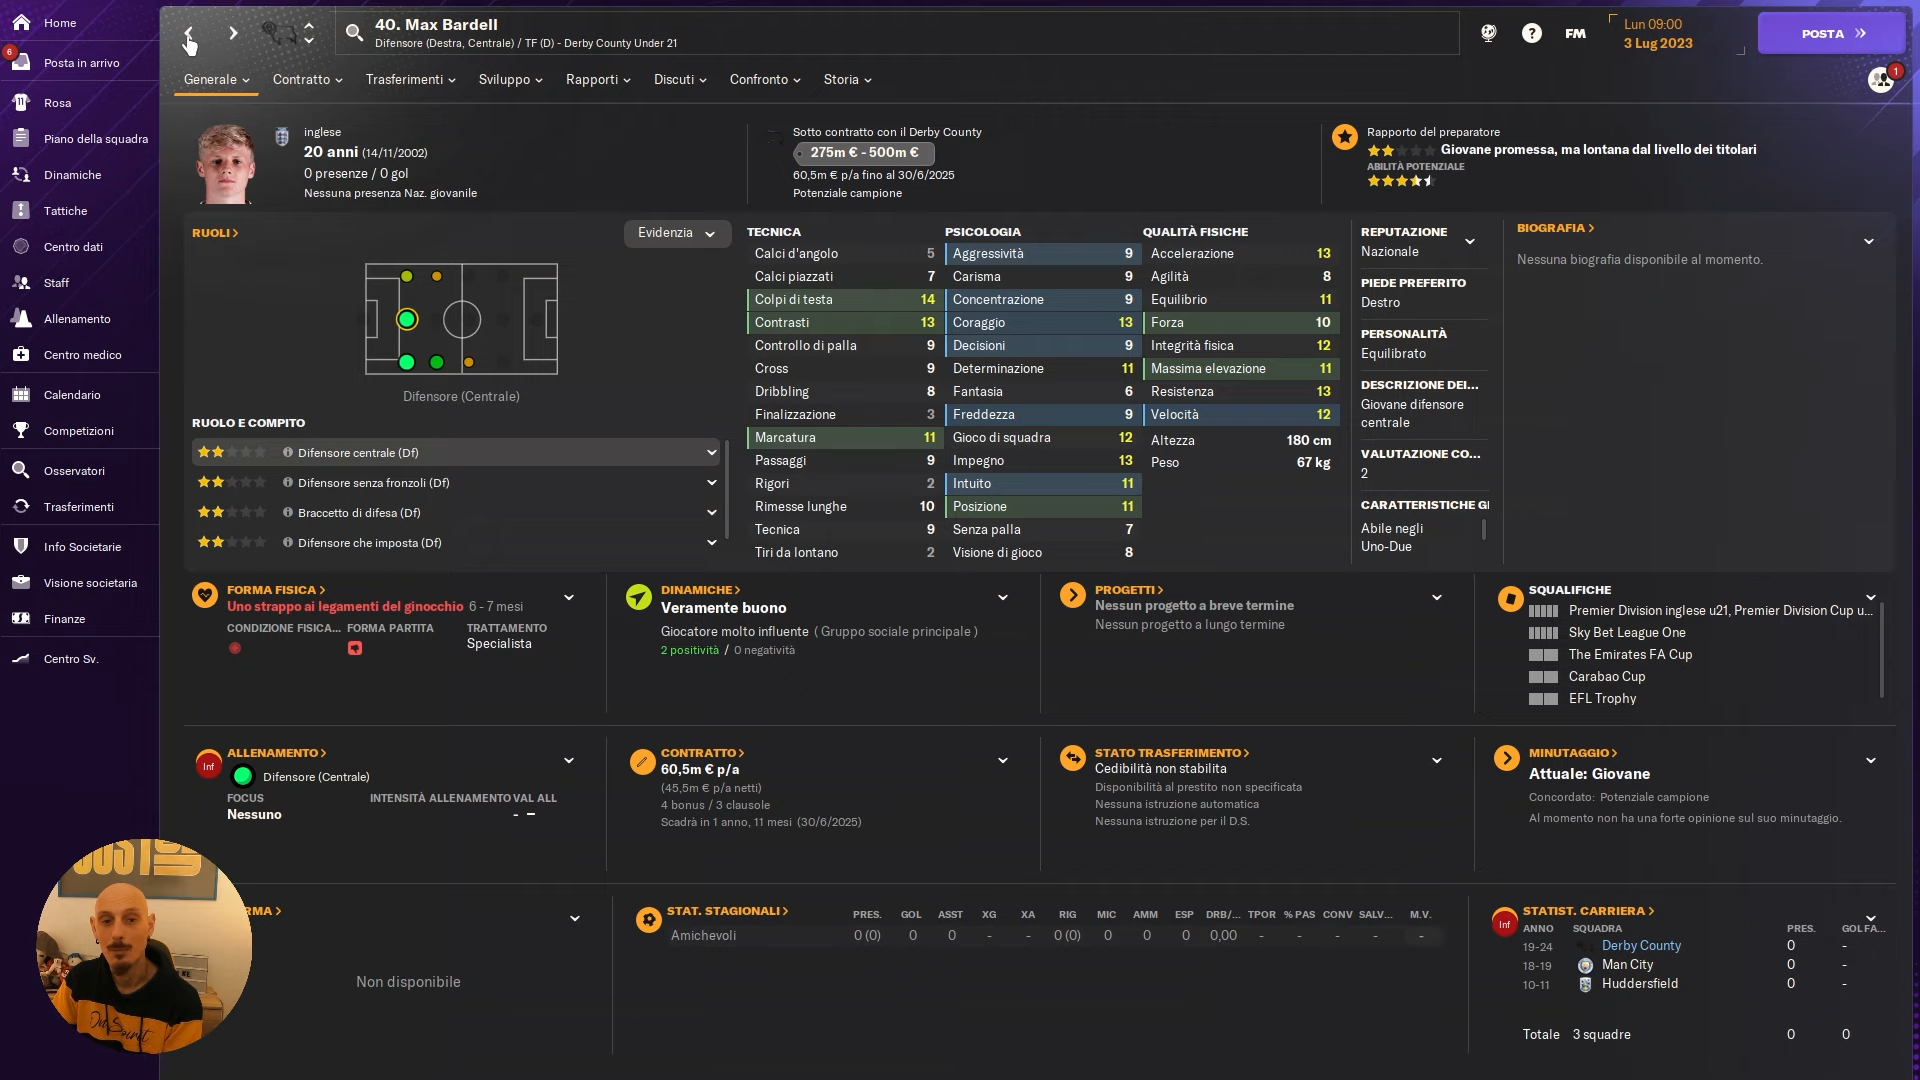 Home
6
Posta in arrivo
Rosa
Piano della squadra
Dinamiche
Tattiche
Centro dati
Staff
Allenamento
Centro medico
Calendario
Competizioni
Osservatori
Trasferimenti
Info Societarie
Visione societaria
Finanze
Centro Sv.
40. Max Bardell
Difensore (Destra, Centrale) / TF (D) - Derby County Under 21
? FM
Lun 09:00
3 Lug 2023
POSTA
Generale Contratto Trasferimenti Sviluppo Rapporti Discuti Confronto Storia
1
inglese
20 anni (14/11/2002)
0 presenze / 0 gol
Nessuna presenza Naz. giovanile
Sotto contratto con il Derby County
275m € - 500m €
60,5m € p/a fino al 30/6/2025
Potenziale campione
Rapporto del preparatore
Giovane promessa, ma lontana dal livello dei titolari
ABILITÀ POTENZIALE
RUOLI >
Evidenzia
Difensore (Centrale)
RUOLO E COMPITO
Difensore centrale (Df)
Difensore senza fronzoli (Df)
Braccetto di difesa (Df)
Difensore che imposta (Df)
TECNICA
Calci d'angolo 5
Calci piazzati 7
Colpi di testa 14
Contrasti 13
Controllo di palla 9
Cross 9
Dribbling 8
Finalizzazione 3
Marcatura 11
Passaggi 9
Rigori 2
Rimesse lunghe 10
Tecnica 9
Tiri da lontano 2
PSICOLOGIA
Aggressività 9
Carisma 9
Concentrazione 9
Coraggio 13
Decisioni 9
Determinazione 11
Fantasia 6
Freddezza 9
Gioco di squadra 12
Impegno 13
Intuito 11
Posizione 11
Senza palla 7
Visione di gioco 8
QUALITÀ FISICHE
Accelerazione 13
Agilità 8
Equilibrio 11
Forza 10
Integrità fisica 12
Massima elevazione 11
Resistenza 13
Velocità 12
Altezza 180 cm
Peso 67 kg
REPUTAZIONE
Nazionale
PIEDE PREFERITO
Destro
PERSONALITÀ
Equilibrato
DESCRIZIONE DEI...
Giovane difensore
centrale
VALUTAZIONE CO...
2
CARATTERISTICHE GI
Abile negli
Uno-Due
BIOGRAFIA >
Nessuna biografia disponibile al momento.
FORMA FISICA >
Uno strappo ai legamenti del ginocchio 6 - 7 mesi
CONDIZIONE FISICA... FORMA PARTITA TRATTAMENTO
Specialista
DINAMICHE >
Veramente buono
Giocatore molto influente ( Gruppo sociale principale )
2 positività / 0 negatività
PROGETTI >
Nessun progetto a breve termine
Nessun progetto a lungo termine
SQUALIFICHE
Premier Division inglese u21, Premier Division Cup u...
Sky Bet League One
The Emirates FA Cup
Carabao Cup
EFL Trophy
Inf
ALLENAMENTO >
Difensore (Centrale)
FOCUS INTENSITÀ ALLENAMENTO VAL ALL
Nessuno - –
CONTRATTO >
60,5m € p/a
(45,5m € p/a netti)
4 bonus / 3 clausole
Scadrà in 1 anno, 11 mesi (30/6/2025)
STATO TRASFERIMENTO >
Cedibilità non stabilita
Disponibilità al prestito non specificata
Nessuna istruzione automatica
Nessuna istruzione per il D.S.
MINUTAGGIO >
Attuale: Giovane
Concordato: Potenziale campione
Al momento non ha una forte opinione sul suo minutaggio.
RMA >
Non disponibile
STAT. STAGIONALI > PRES. GOL ASST XG XA RIG MIC AMM ESP DRB/... TPOR % PAS CONV SALV... M.V.
Amichevoli 0 (0) 0 0 - - 0 (0) 0 0 0 0,00 - - - - -
Inf
STATIST. CARRIERA >
ANNO SQUADRA PRES. GOL FA...
19-24 Derby County 0 -
18-19 Man City 0 -
10-11 Huddersfield 0 -
Totale 3 squadre 0 0